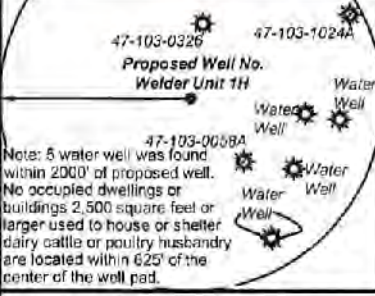 47-103-0326
47-103-1024A
Proposed Well No.
Welder Unit 1H
Water
Well
Water
Well
47-103-0058A
Note: 5 water well was found
within 2000' of proposed well.
No occupied dwellings or
buildings 2,500 square feet or
larger used to house or shelter
dairy cattle or poultry husbandry
are located within 625' of the
center of the well pad.
Water
Well
Water
Well